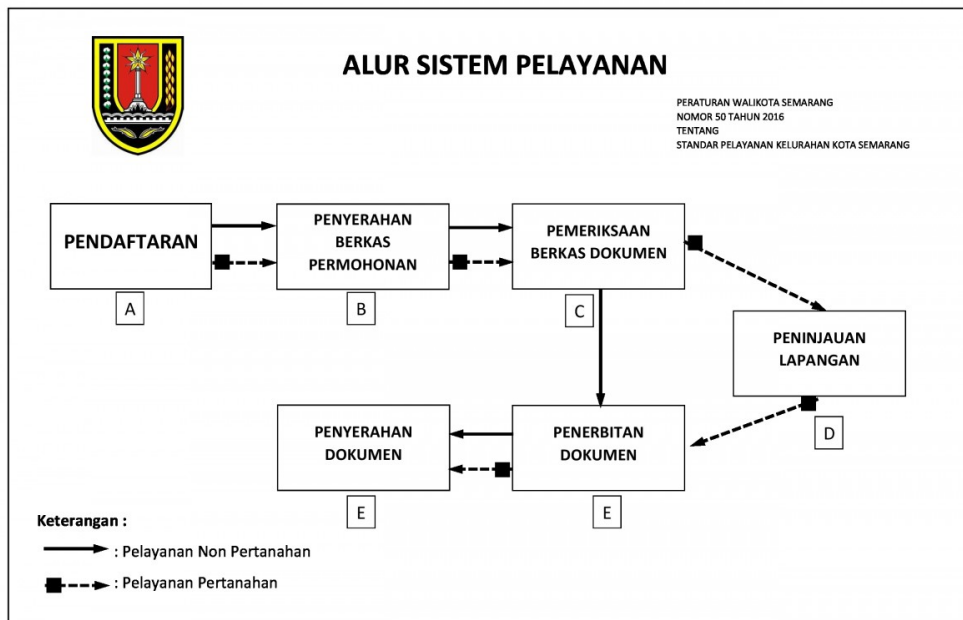 ALUR SISTEM PELAYANAN
PERATURAN WALIKOTA SEMARANG
NOMOR 50 TAHUN 2016
TENTANG
STANDAR PELAYANAN KELURAHAN KOTA SEMARANG
PENDAFTARAN
A
PENYERAHAN
BERKAS
PERMOHONAN
B
PEMERIKSAAN
BERKAS DOKUMEN
C
PENINJAUAN
LAPANGAN
D
PENERBITAN
DOKUMEN
E
PENYERAHAN
DOKUMEN
E
Keterangan :
: Pelayanan Non Pertanahan
: Pelayanan Pertanahan